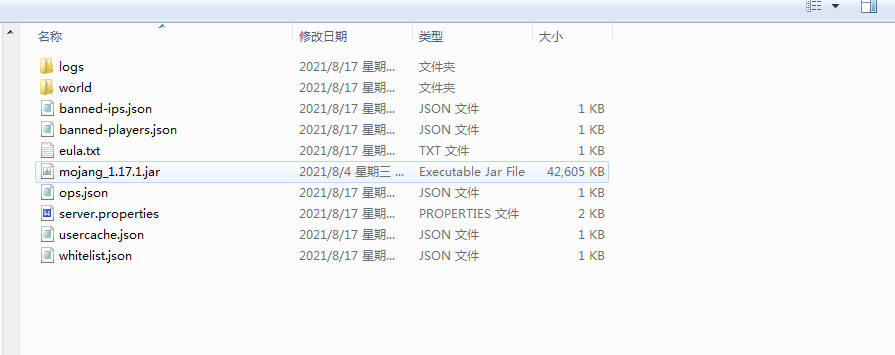 名称 修改日期 类型 大小
logs 2021/8/17 星期... 文件夹
world 2021/8/17 星期... 文件夹
banned-ips.json 2021/8/17 星期... JSON 文件 1 KB
banned-players.json 2021/8/17 星期... JSON 文件 1 KB
eula.txt 2021/8/17 星期... TXT 文件 1 KB
mojang_1.17.1.jar 2021/8/4 星期三 ... Executable Jar File 42,605 KB
ops.json 2021/8/17 星期... JSON 文件 1 KB
server.properties 2021/8/17 星期... PROPERTIES 文件 2 KB
usercache.json 2021/8/17 星期... JSON 文件 1 KB
whitelist.json 2021/8/17 星期... JSON 文件 1 KB